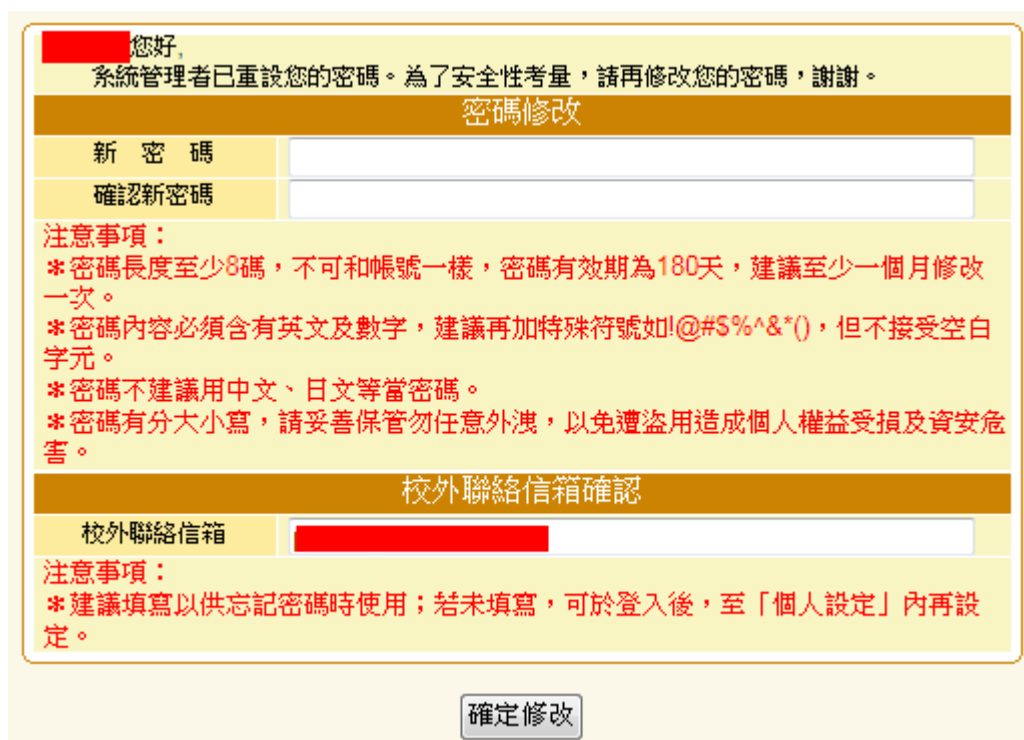 您好,
系統管理者已重設您的密碼。為了安全性考量，請再修改您的密碼，謝謝。
密碼修改
新 密 碼
確認新密碼
注意事項：
＊密碼長度至少8碼，不可和帳號一樣，密碼有效期為180天，建議至少一個月修改
一次。
＊密碼內容必須含有英文及數字，建議再加特殊符號如!@#$%^&*()，但不接受空白
字元。
＊密碼不建議用中文、日文等當密碼。
＊密碼有分大小寫，請妥善保管勿任意外洩，以免遭盜用造成個人權益受損及資安危
害。
校外聯絡信箱確認
校外聯絡信箱
注意事項：
＊建議填寫以供忘記密碼時使用；若未填寫，可於登入後，至「個人設定」內再設
定。
確定修改